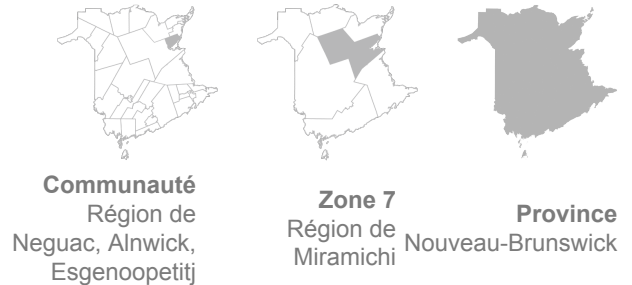 Communauté
Région de
Neguac, Alnwick,
Esgenoopetitj
Zone 7
Région de
Miramichi
Province
Nouveau-Brunswick